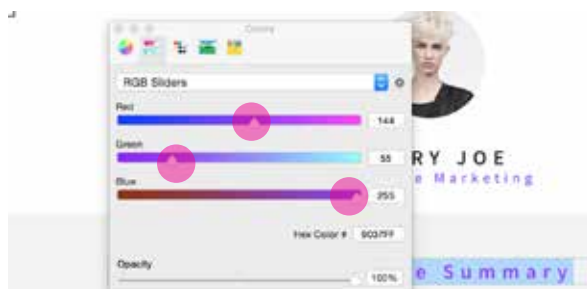 Colors
RGB Sliders
Red
144
Green
55
Blue
255
Hex Color # 9037FF
Opacity
100%
RY JOE
e Marketing
e Summary